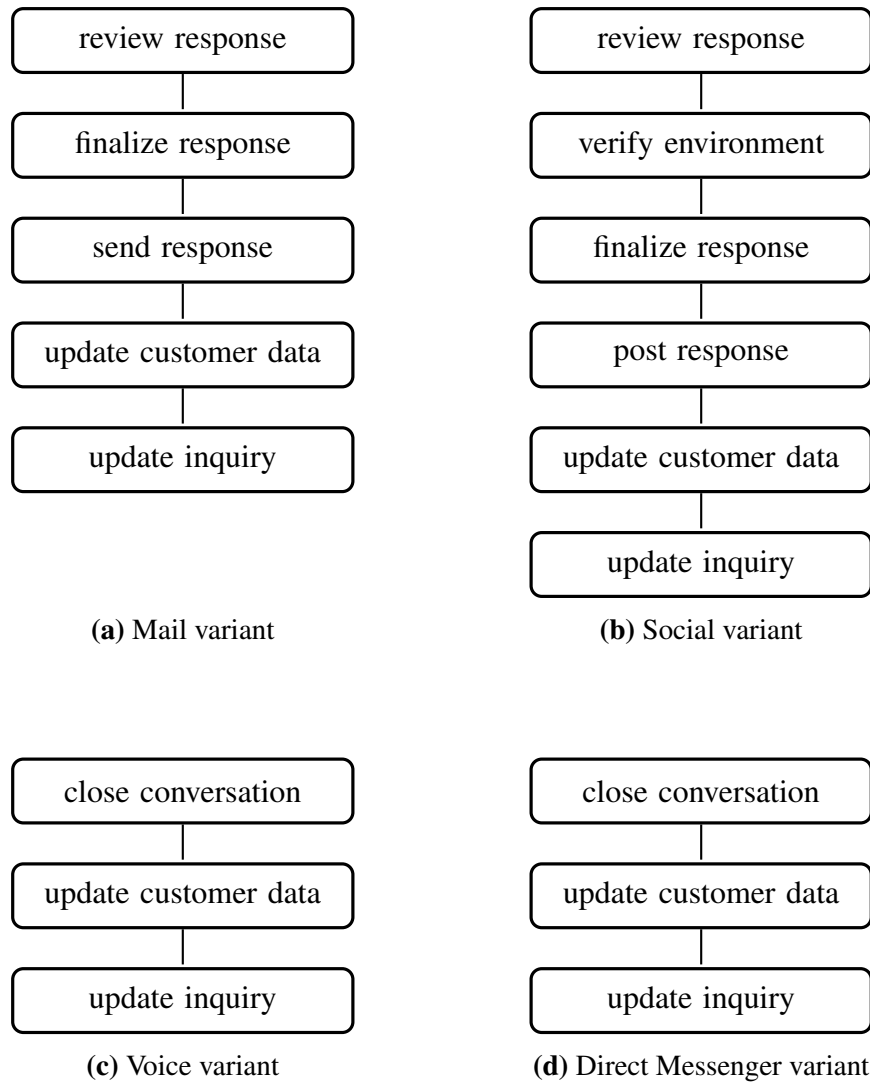 review response
finalize response
send response
update customer data
update inquiry
(a) Mail variant
review response
verify environment
finalize response
post response
update customer data
update inquiry
(b) Social variant
close conversation
update customer data
update inquiry
(c) Voice variant
close conversation
update customer data
update inquiry
(d) Direct Messenger variant